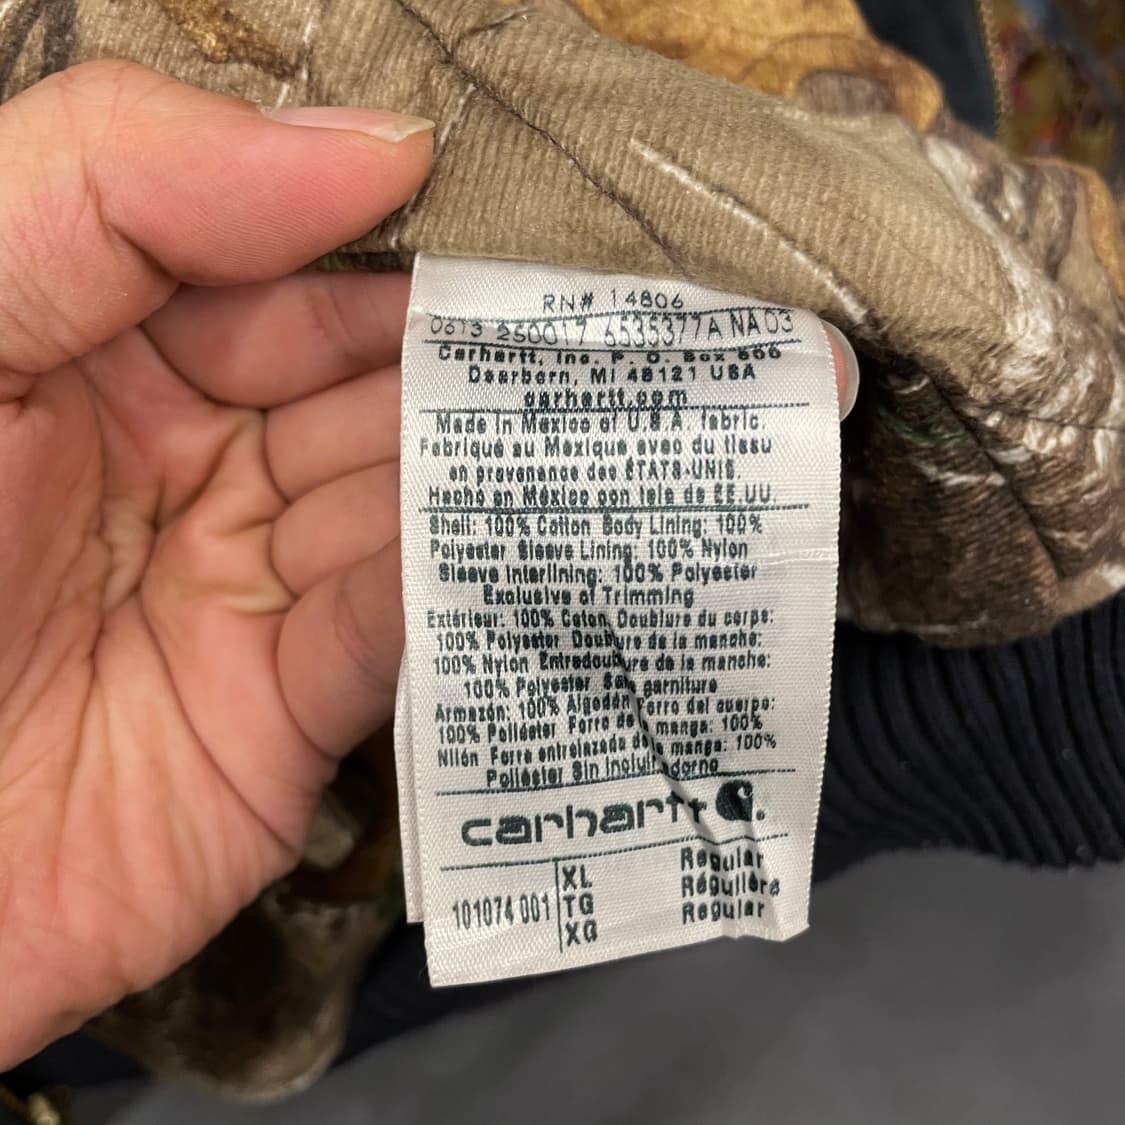 RN# 14806
0613 250017 6535377A NA 03
Carhartt, Inc. P. O. Box 600
Dearborn, MI 48121 USA
carhartt.com
Made in Mexico of U.S.A. fabric.
Fabriqué au Mexique avec du tissu
en provenance des ÉTATS-UNIS
Hecho en México con tela de EE.UU.
Shell: 100% Cotton Body Lining: 100%
Polyester Sleeve Lining: 100% Nylon
Sleeve Interlining: 100% Polyester
Exclusive of Trimming
Extérieur: 100% Coton Doublure du corps:
100% Polyester Doublure de la manche:
100% Nylon Entredoublure de la manche:
100% Polyester Sans garniture
Armazón: 100% Algodón Forro del cuerpo:
100% Poliéster Forro de la manga: 100%
Nilón Forro entrelazado de la manga: 100%
Poliéster Sin Incluir adorno
carhartt
101074 001 XL Regular
TG Régulière
XG Regular